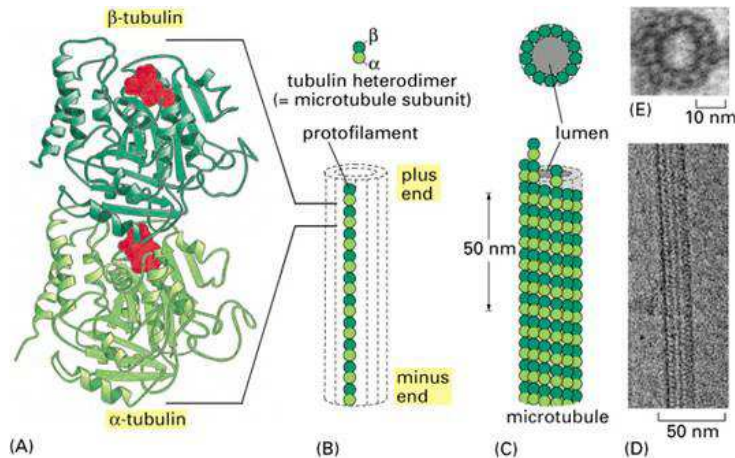 β-tubulin
α-tubulin
(A)
β
α
tubulin heterodimer
(= microtubule subunit)
protofilament
plus
end
minus
end
(B)
lumen
50 nm
microtubule
(C)
(E)
10 nm
50 nm
(D)